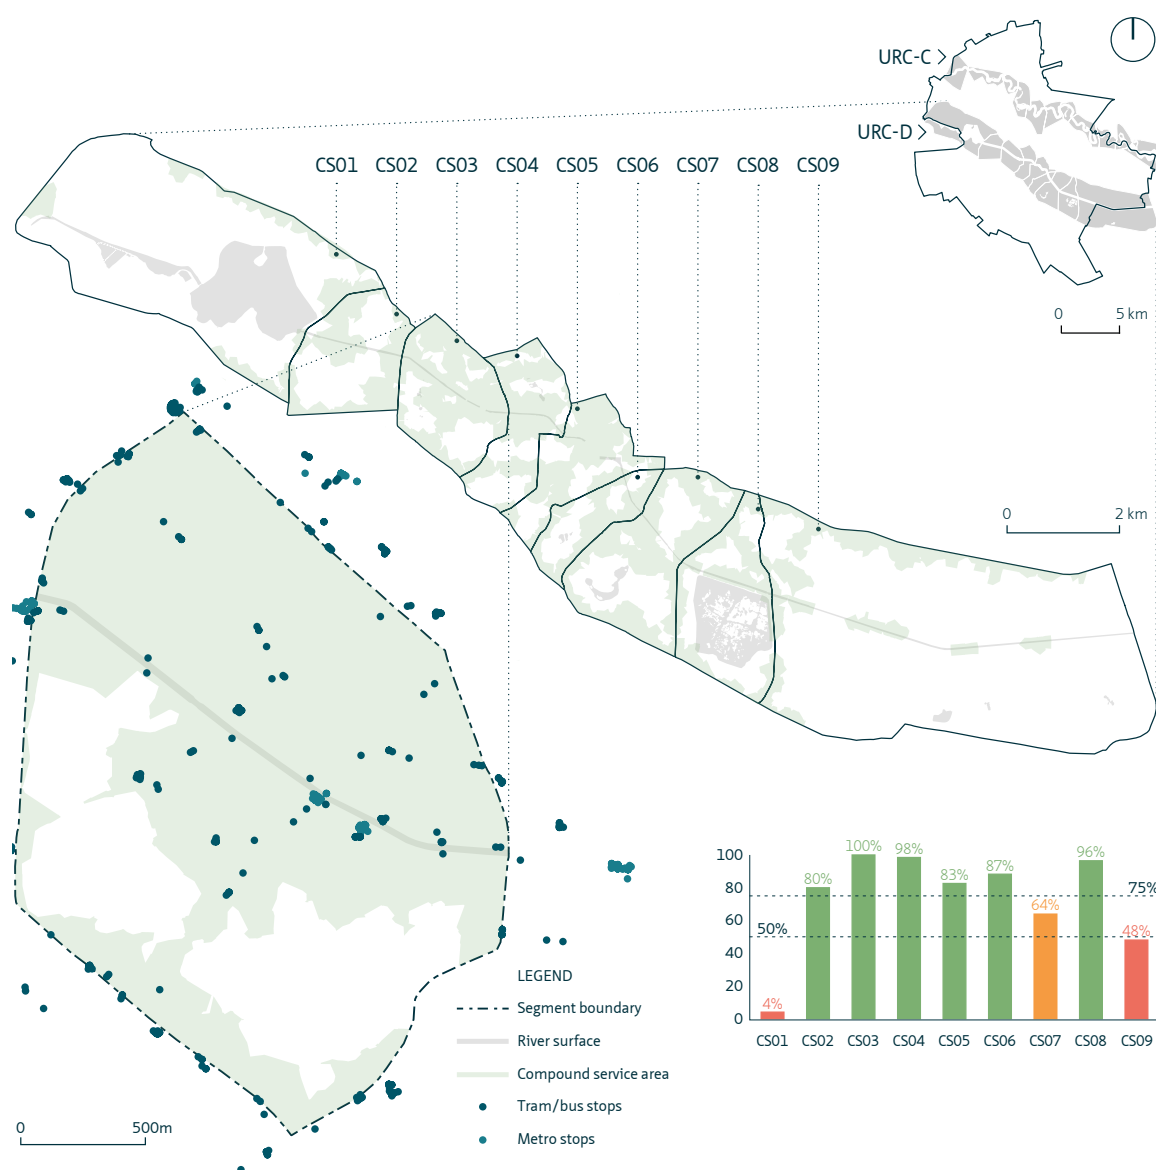 URC-C
URC-D
CS01 CS02 CS03 CS04 CS05 CS06 CS07 CS08 CS09
0 5 km
0 2 km
100
80
60
40
20
0
75%
50%
4%
80%
100%
98%
83%
87%
64%
96%
48%
CS01 CS02 CS03 CS04 CS05 CS06 CS07 CS08 CS09
LEGEND
Segment boundary
River surface
Compound service area
Tram/bus stops
Metro stops
0 500m